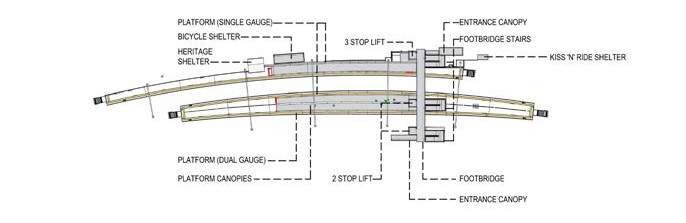 PLATFORM (SINGLE GAUGE)
BICYCLE SHELTER
HERITAGE
SHELTER
3 STOP LIFT
ENTRANCE CANOPY
FOOTBRIDGE STAIRS
KISS 'N' RIDE SHELTER
PLATFORM (DUAL GAUGE)
PLATFORM CANOPIES
2 STOP LIFT
FOOTBRIDGE
ENTRANCE CANOPY